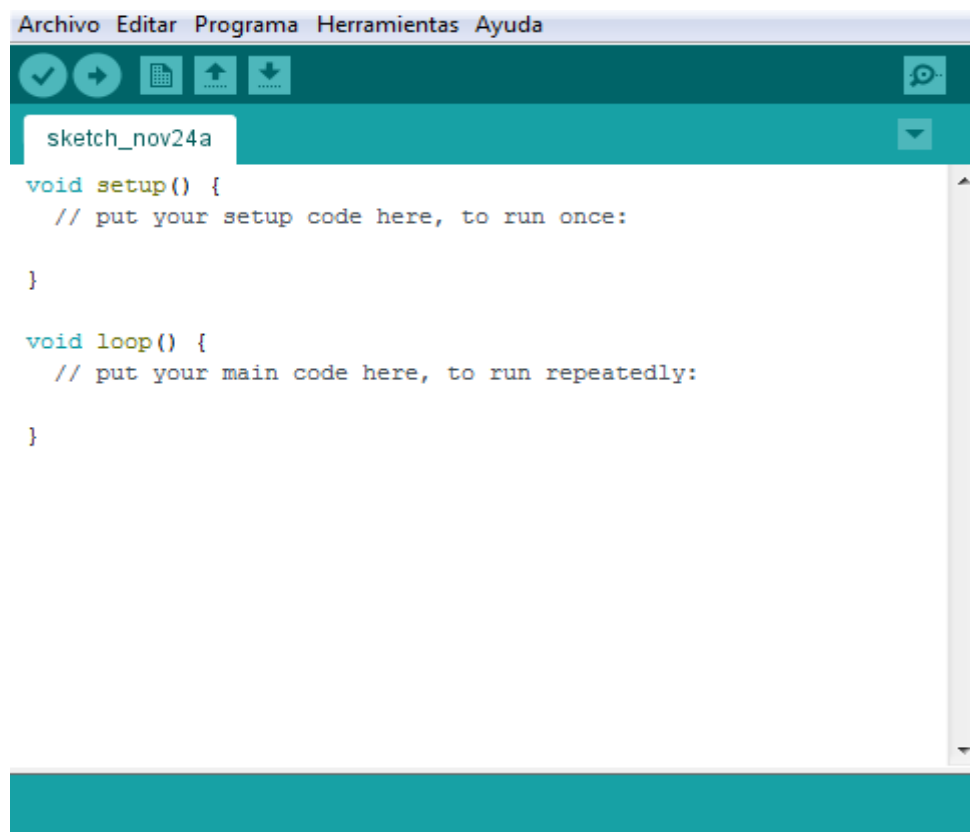 Archivo Editar Programa Herramientas Ayuda
sketch_nov24a
void setup() {
  // put your setup code here, to run once:

}

void loop() {
  // put your main code here, to run repeatedly:

}